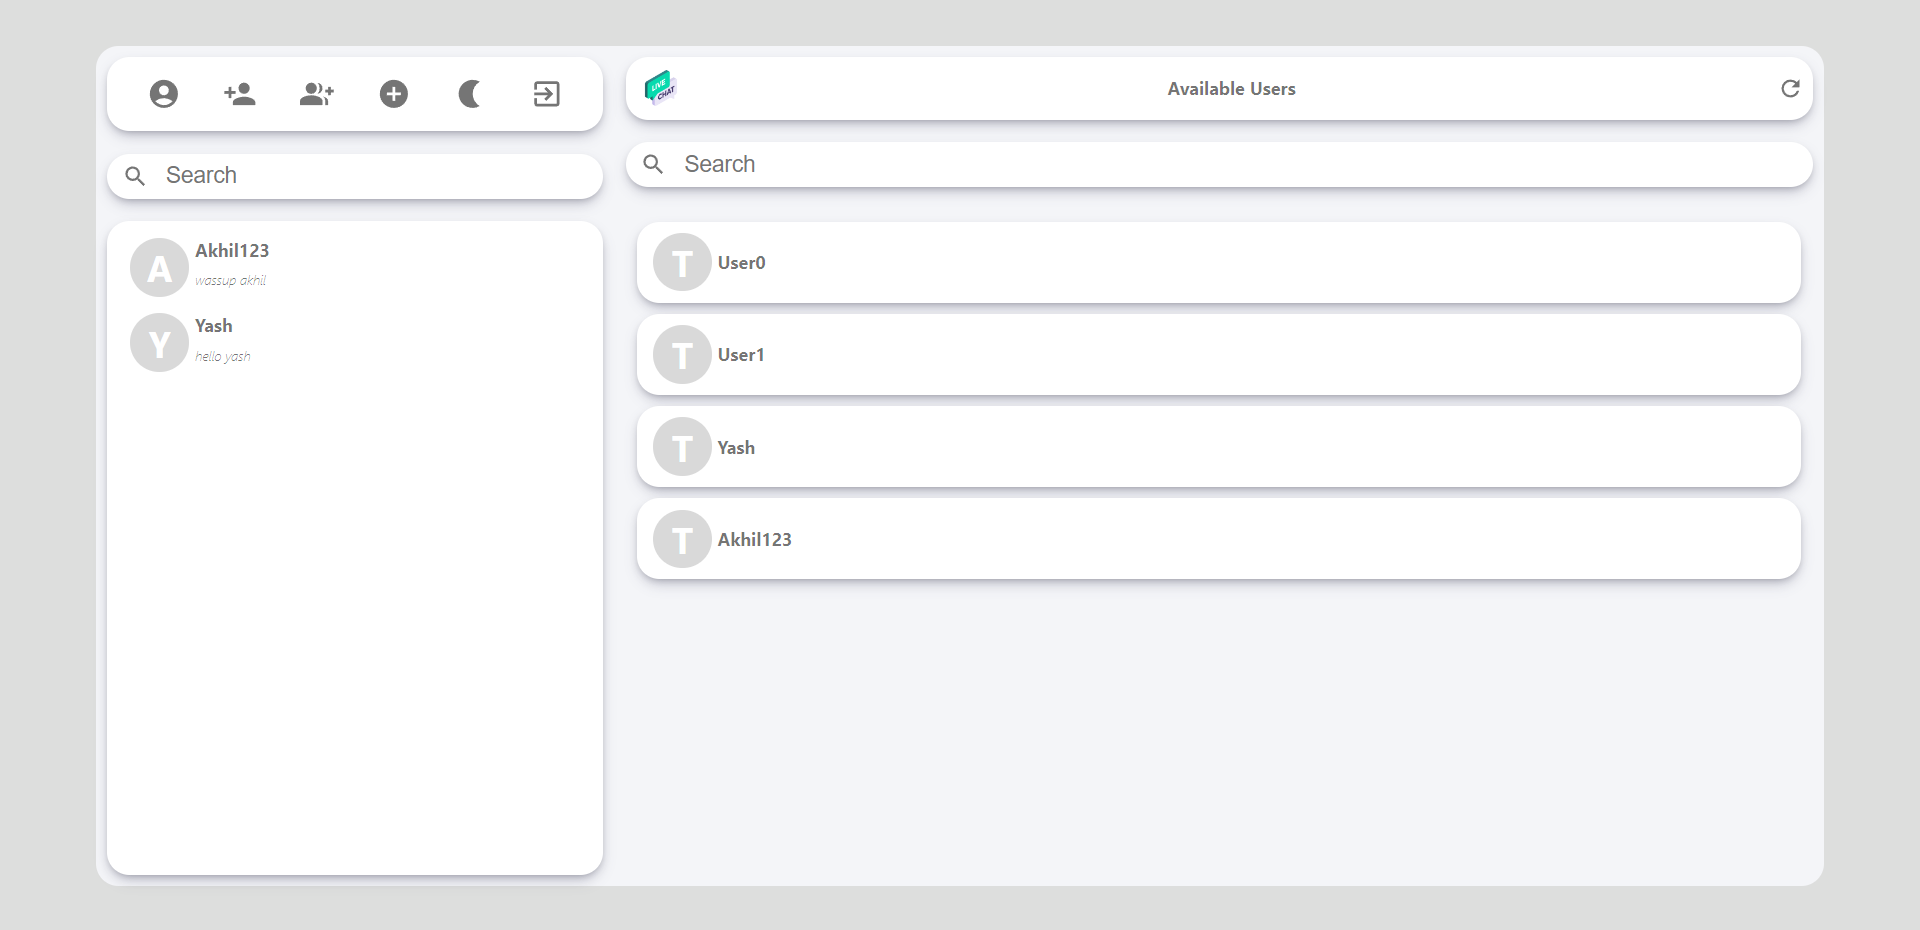 Search
A
Akhil123
wassup akhil
Y
Yash
hello yash
LIVE
CHAT
Available Users
Search
T
User0
T
User1
T
Yash
T
Akhil123